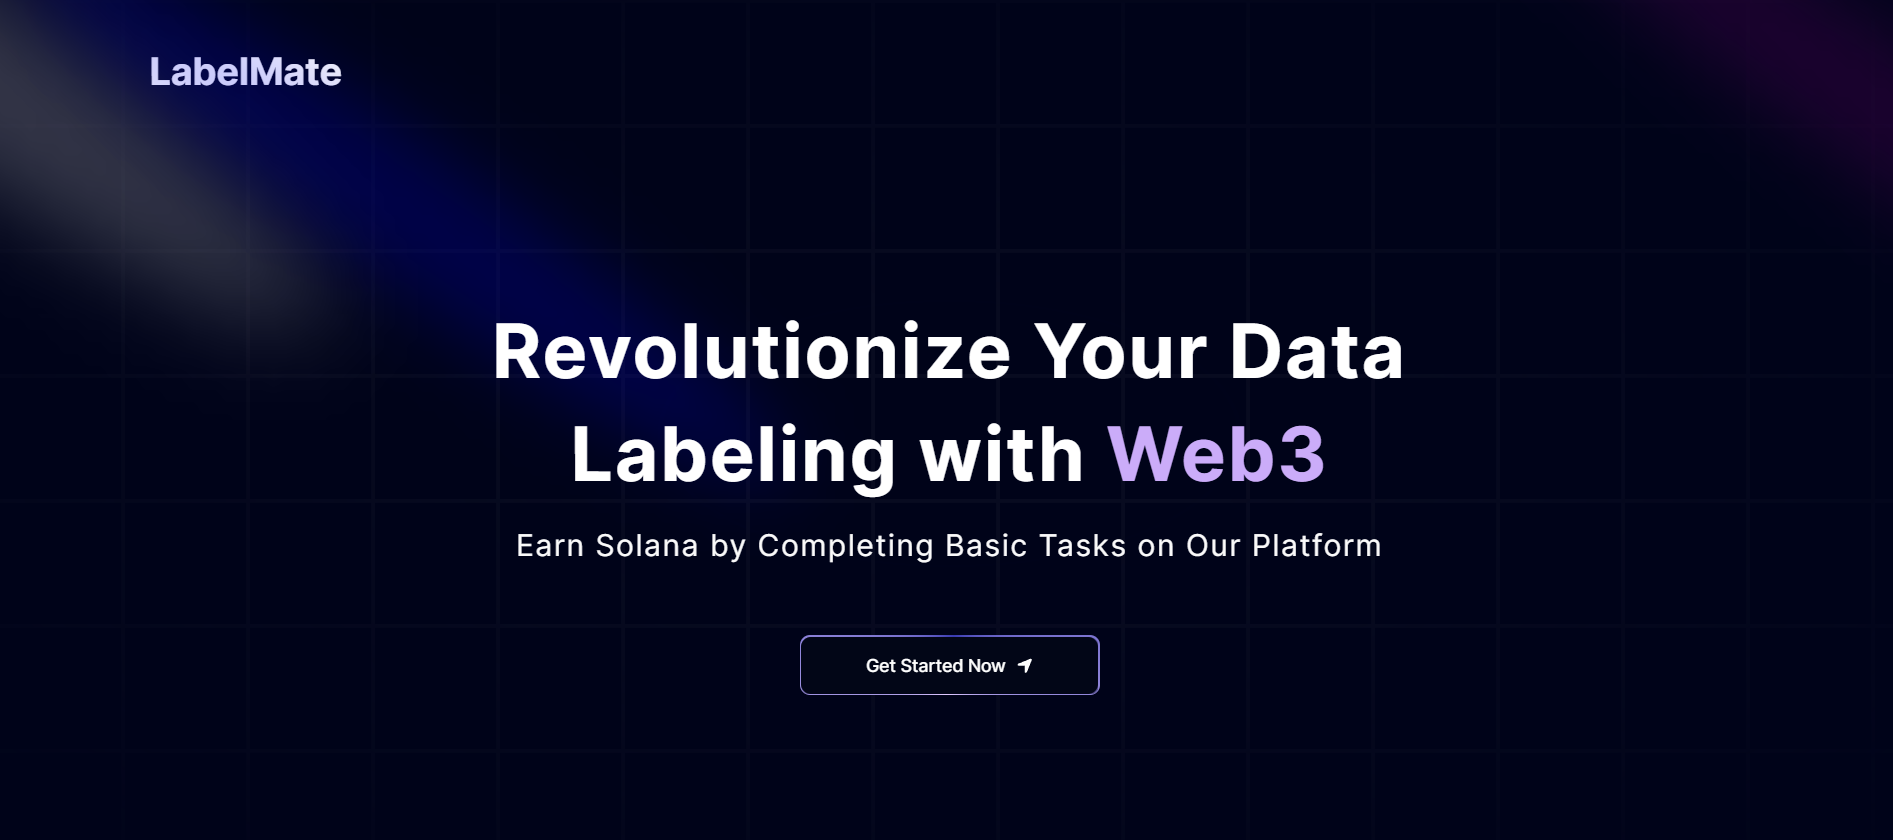 LabelMate
Revolutionize Your Data
Labeling with Web3
Earn Solana by Completing Basic Tasks on Our Platform
Get Started Now